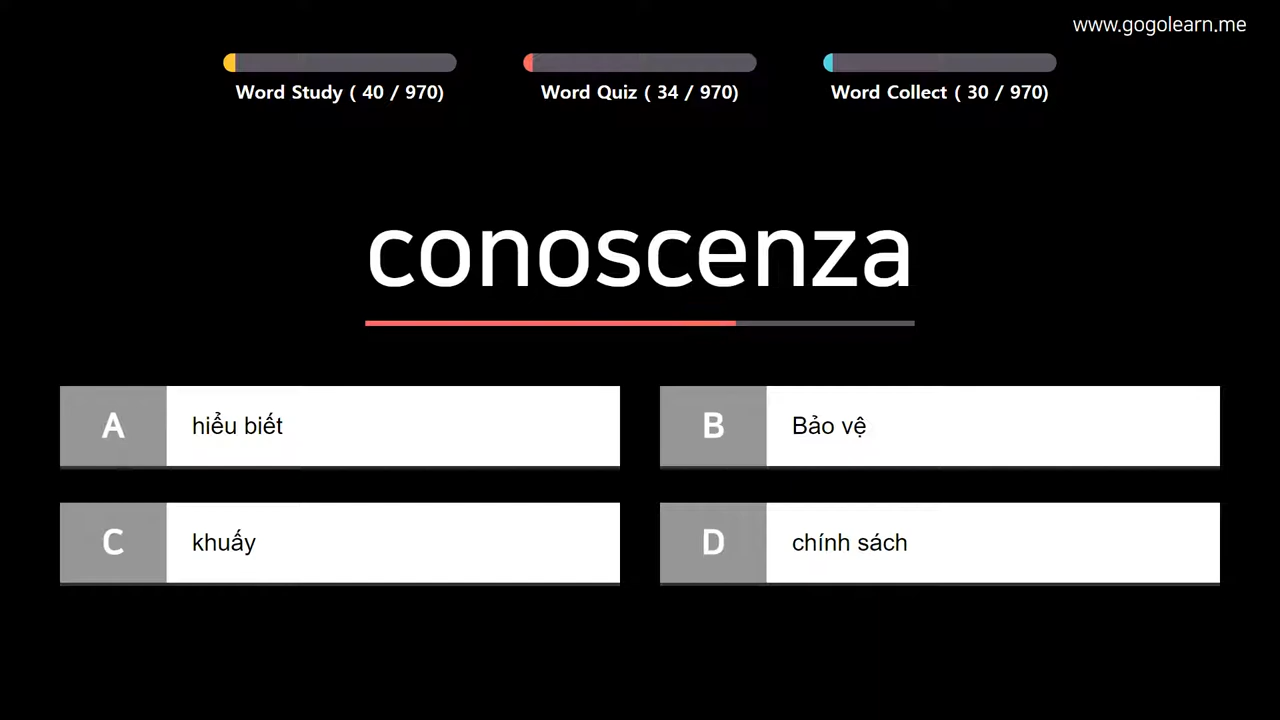 www.gogolearn.me
Word Study ( 40 / 970)
Word Quiz ( 34 / 970)
Word Collect ( 30 / 970)
conoscenza
A hiểu biết
B Bảo vệ
C khuấy
D chính sách